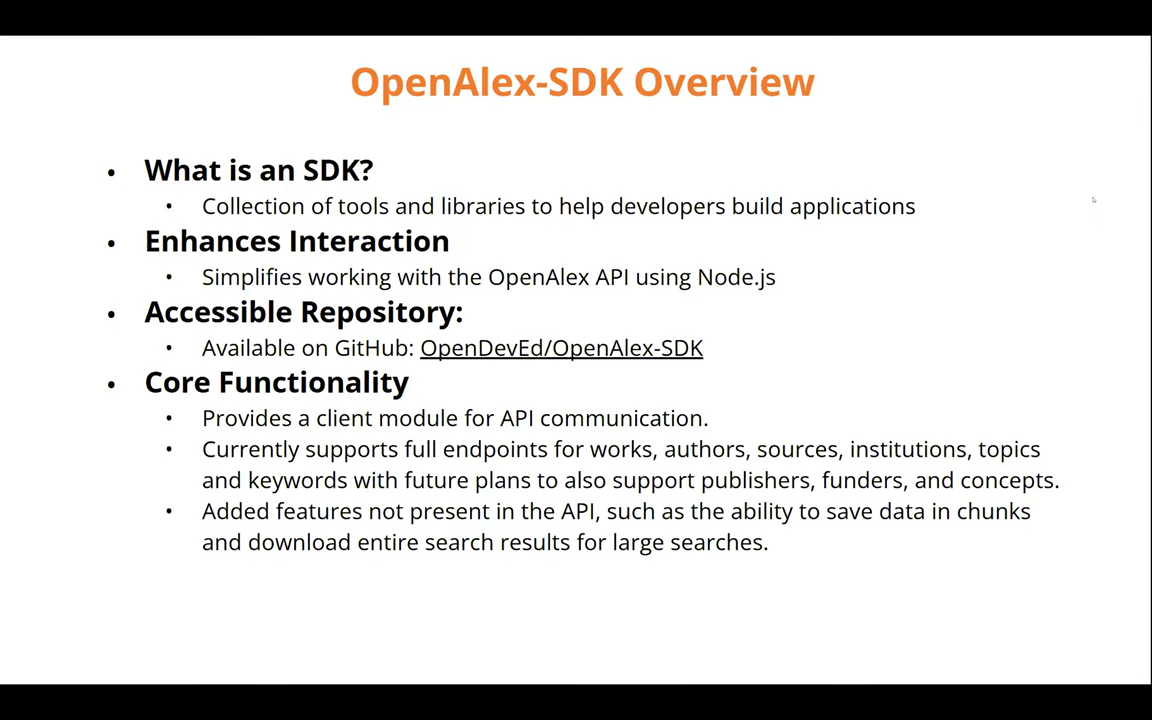 OpenAlex-SDK Overview
• What is an SDK?
• Collection of tools and libraries to help developers build applications
• Enhances Interaction
• Simplifies working with the OpenAlex API using Node.js
• Accessible Repository:
• Available on GitHub: OpenDevEd/OpenAlex-SDK
• Core Functionality
• Provides a client module for API communication.
• Currently supports full endpoints for works, authors, sources, institutions, topics
and keywords with future plans to also support publishers, funders, and concepts.
• Added features not present in the API, such as the ability to save data in chunks
and download entire search results for large searches.